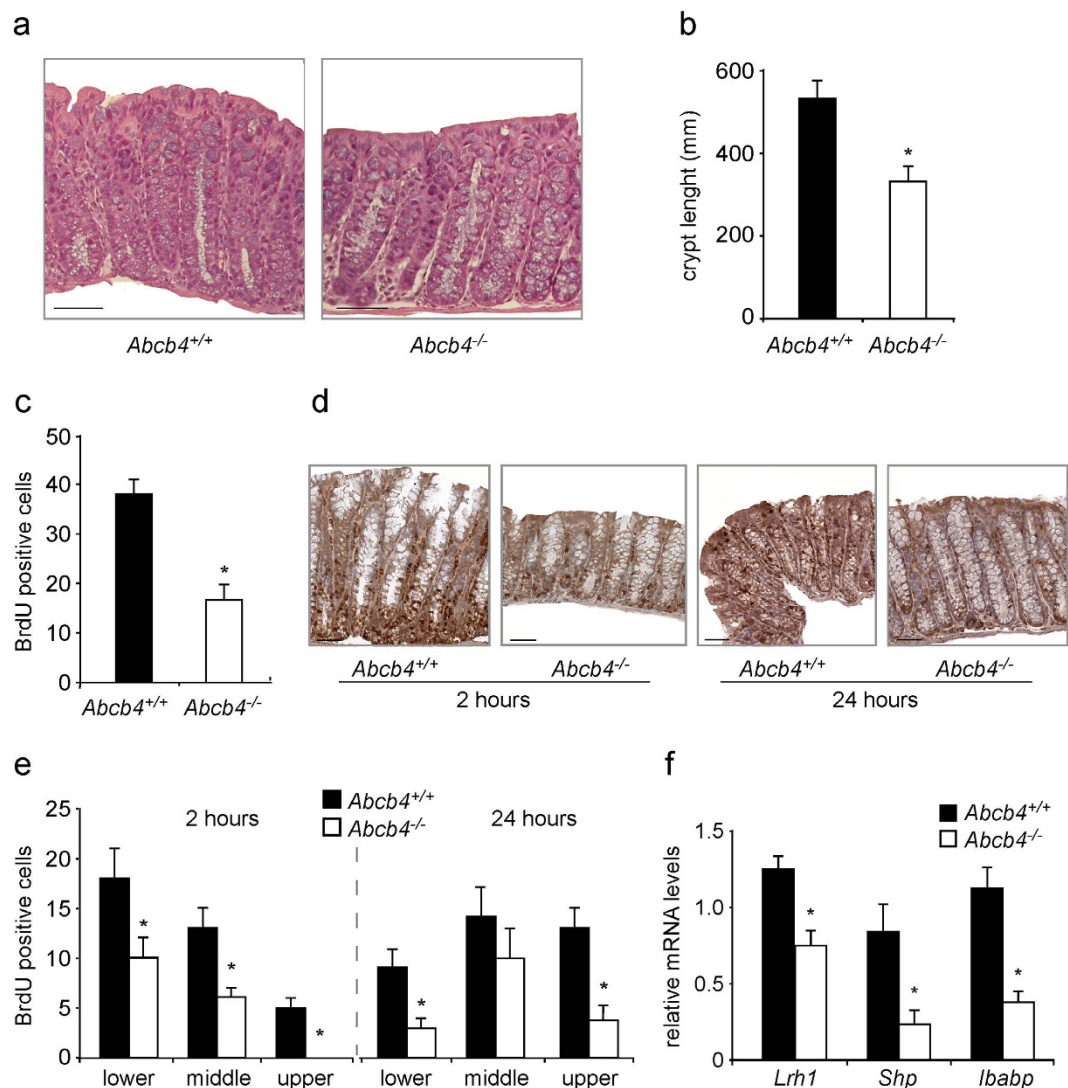 a
Abcb4+/+
Abcb4-/-
b
600
400
200
0
crypt lenght (mm)
*
Abcb4+/+
Abcb4-/-
c
50
40
30
20
10
0
BrdU positive cells
*
Abcb4+/+
Abcb4-/-
d
Abcb4+/+
Abcb4-/-
Abcb4+/+
Abcb4-/-
2 hours
24 hours
e
Abcb4+/+
Abcb4-/-
2 hours
24 hours
25
20
15
10
5
0
BrdU positive cells
* * * * *
lower middle upper lower middle upper
f
Abcb4+/+
Abcb4-/-
1.5
1.0
0.5
0
relative mRNA levels
* * *
Lrh1 Shp Ibabp